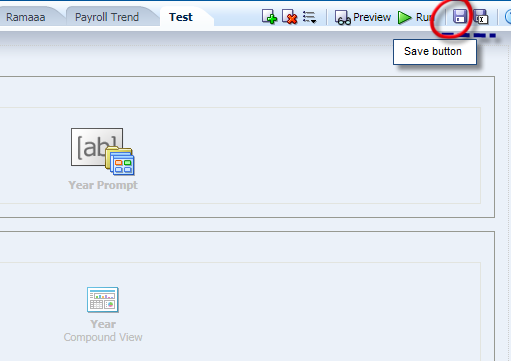 Ramaaa Payroll Trend Test Preview Run
Save button
[ab]
Year Prompt
Year
Compound View